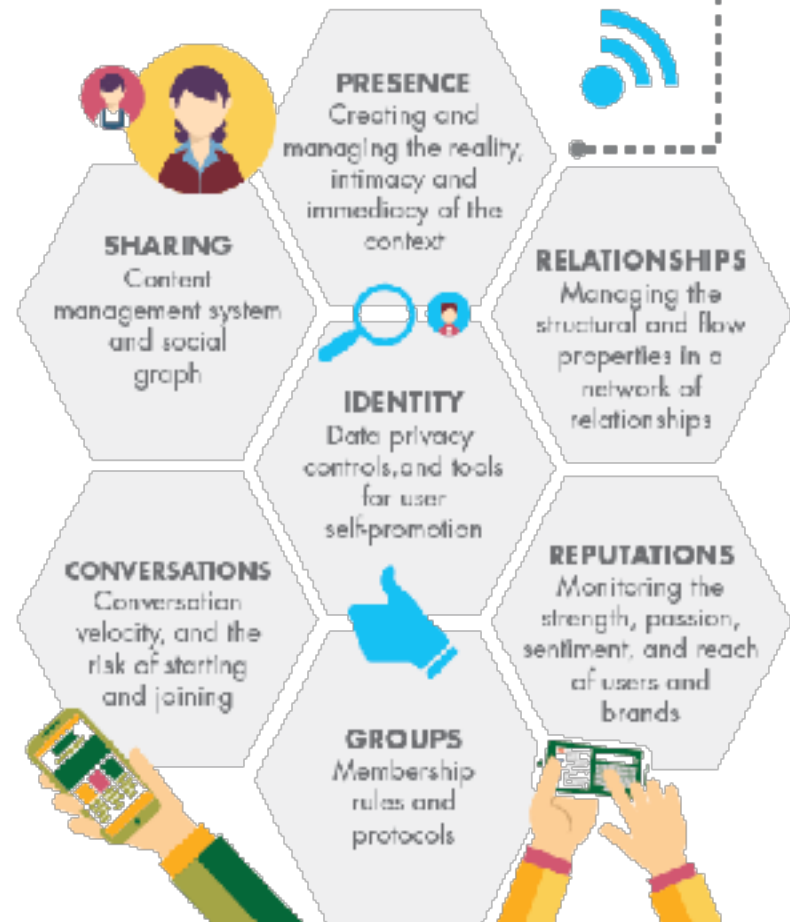 PRESENCE
Creating and
managing the reality,
intimacy and
immediacy of the
context
SHARING
Content
management system
and social
graph
RELATIONSHIPS
Managing the
structural and flow
properties in a
network of
relationships
IDENTITY
Data privacy
controls,and tools
for user
self-promotion
CONVERSATIONS
Conversation
velocity, and the
risk of starting
and joining
REPUTATIONS
Monitoring the
strength, passion,
sentiment, and reach
of users and
brands
GROUPS
Membership
rules and
protocols